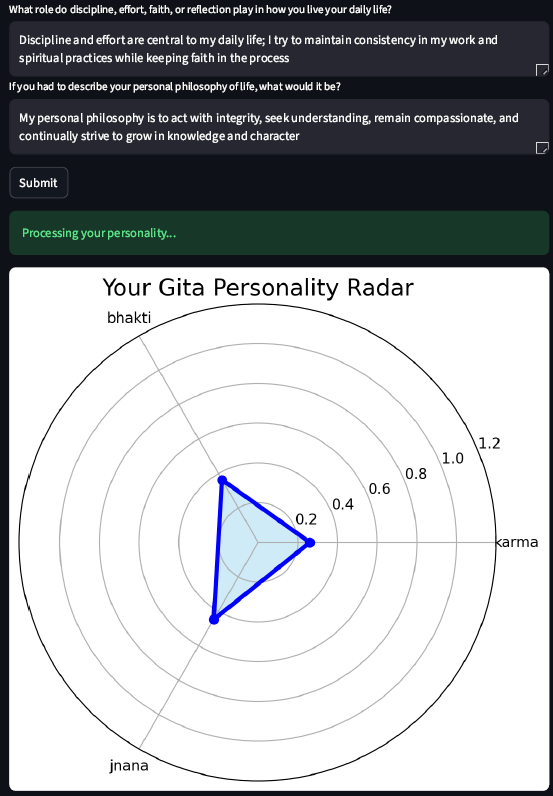 What role do discipline, effort, faith, or reflection play in how you live your daily life?
Discipline and effort are central to my daily life; I try to maintain consistency in my work and
spiritual practices while keeping faith in the process
If you had to describe your personal philosophy of life, what would it be?
My personal philosophy is to act with integrity, seek understanding, remain compassionate, and
continually strive to grow in knowledge and character
Submit
Processing your personality...
Your Gita Personality Radar
bhakti
1.2
1.0
0.8
0.6
0.4
0.2
karma
jnana